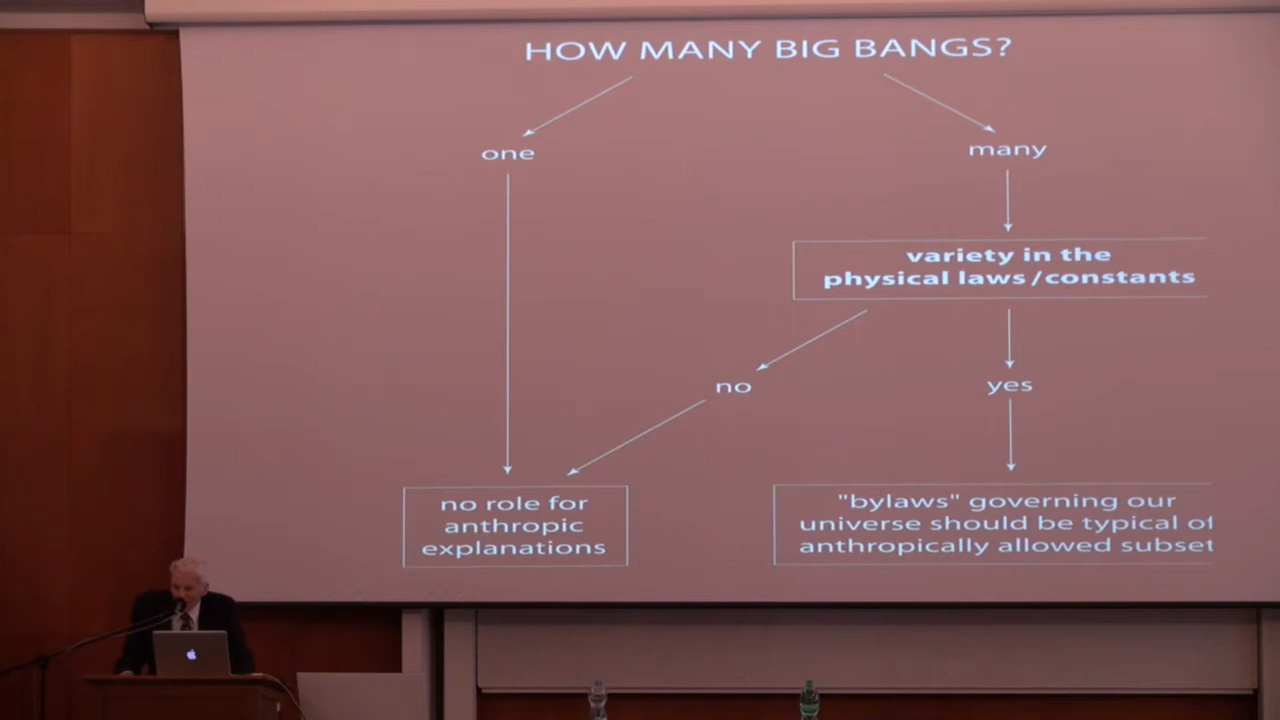 HOW MANY BIG BANGS?
one
many
variety in the
physical laws/constants
no
yes
no role for
anthropic
explanations
"bylaws" governing our
universe should be typical of
anthropically allowed subset